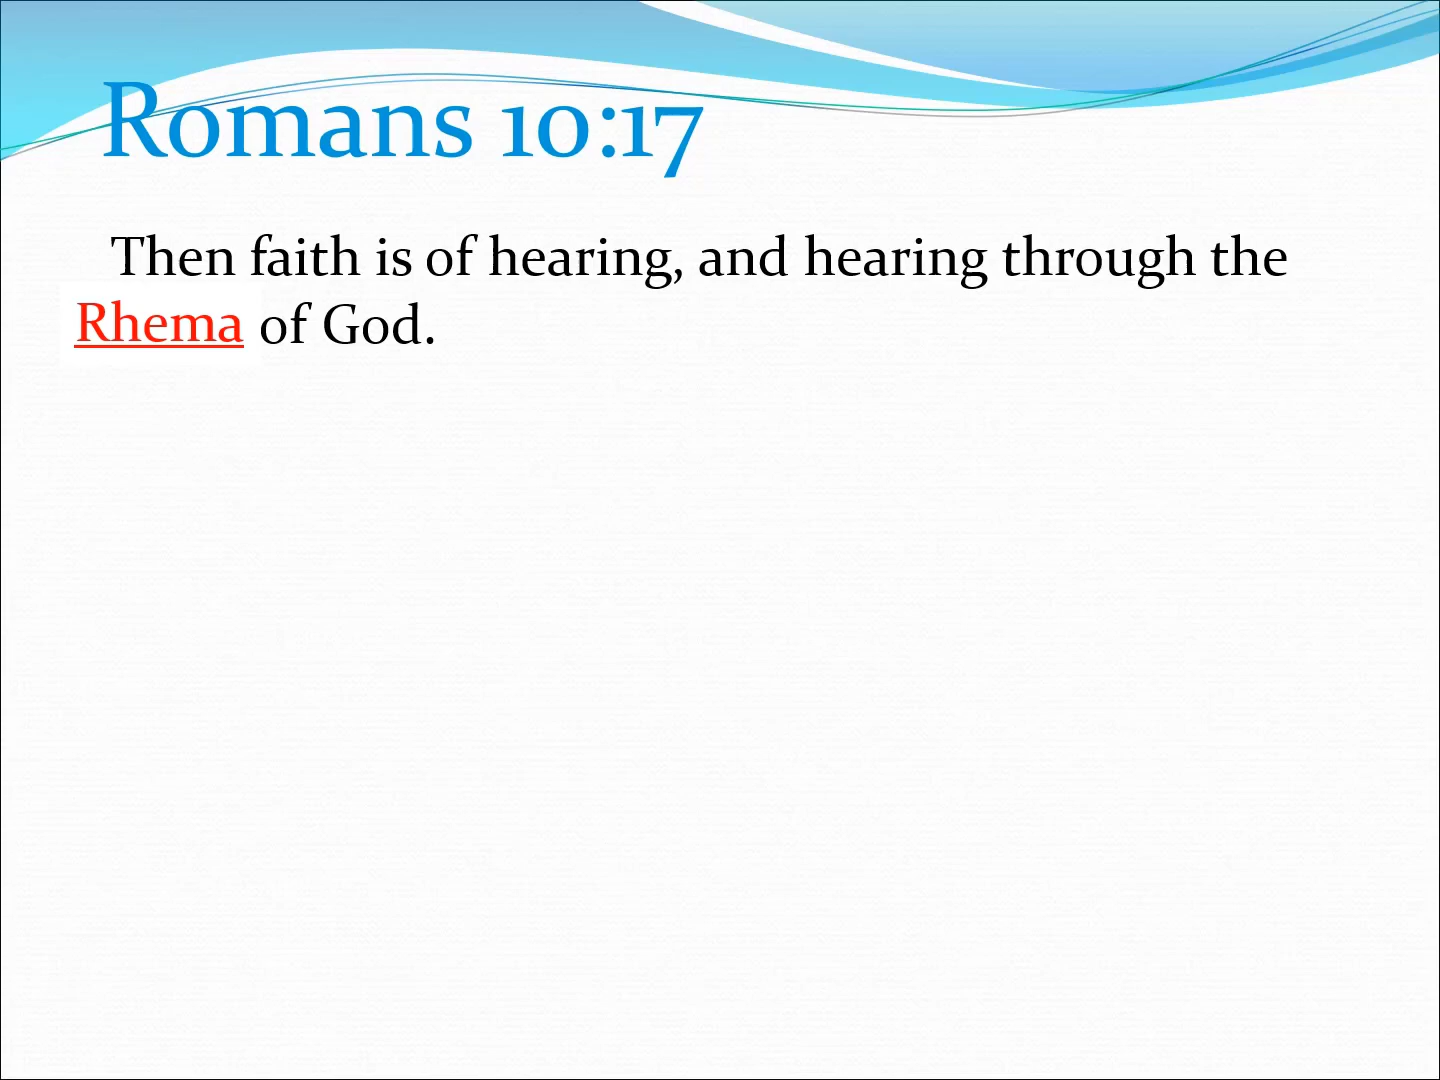 Romans 10:17
Then faith is of hearing, and hearing through the
Rhema of God.